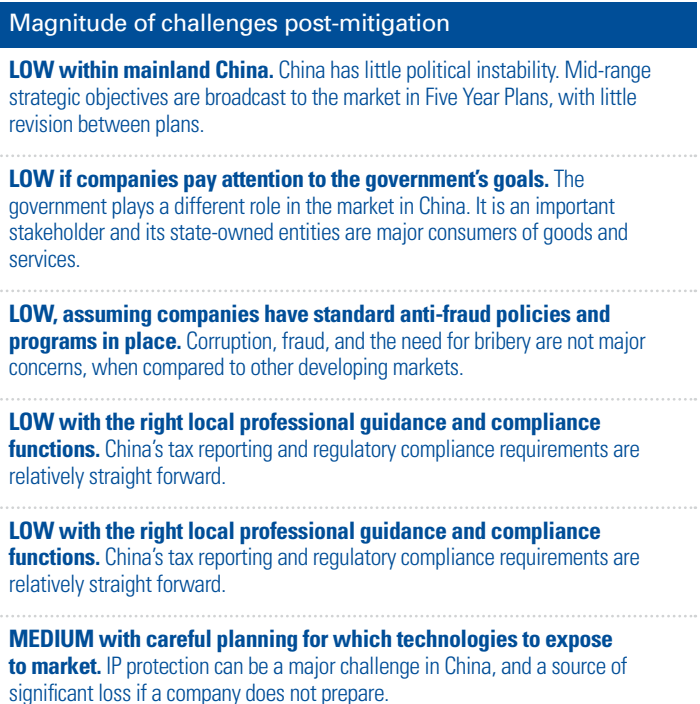 Magnitude of challenges post-mitigation
LOW within mainland China. China has little political instability. Mid-range
strategic objectives are broadcast to the market in Five Year Plans, with little
revision between plans.
LOW if companies pay attention to the government's goals. The
government plays a different role in the market in China. It is an important
stakeholder and its state-owned entities are major consumers of goods and
services.
LOW, assuming companies have standard anti-fraud policies and
programs in place. Corruption, fraud, and the need for bribery are not major
concerns, when compared to other developing markets.
LOW with the right local professional guidance and compliance
functions. China's tax reporting and regulatory compliance requirements are
relatively straight forward.
LOW with the right local professional guidance and compliance
functions. China's tax reporting and regulatory compliance requirements are
relatively straight forward.
MEDIUM with careful planning for which technologies to expose
to market. IP protection can be a major challenge in China, and a source of
significant loss if a company does not prepare.